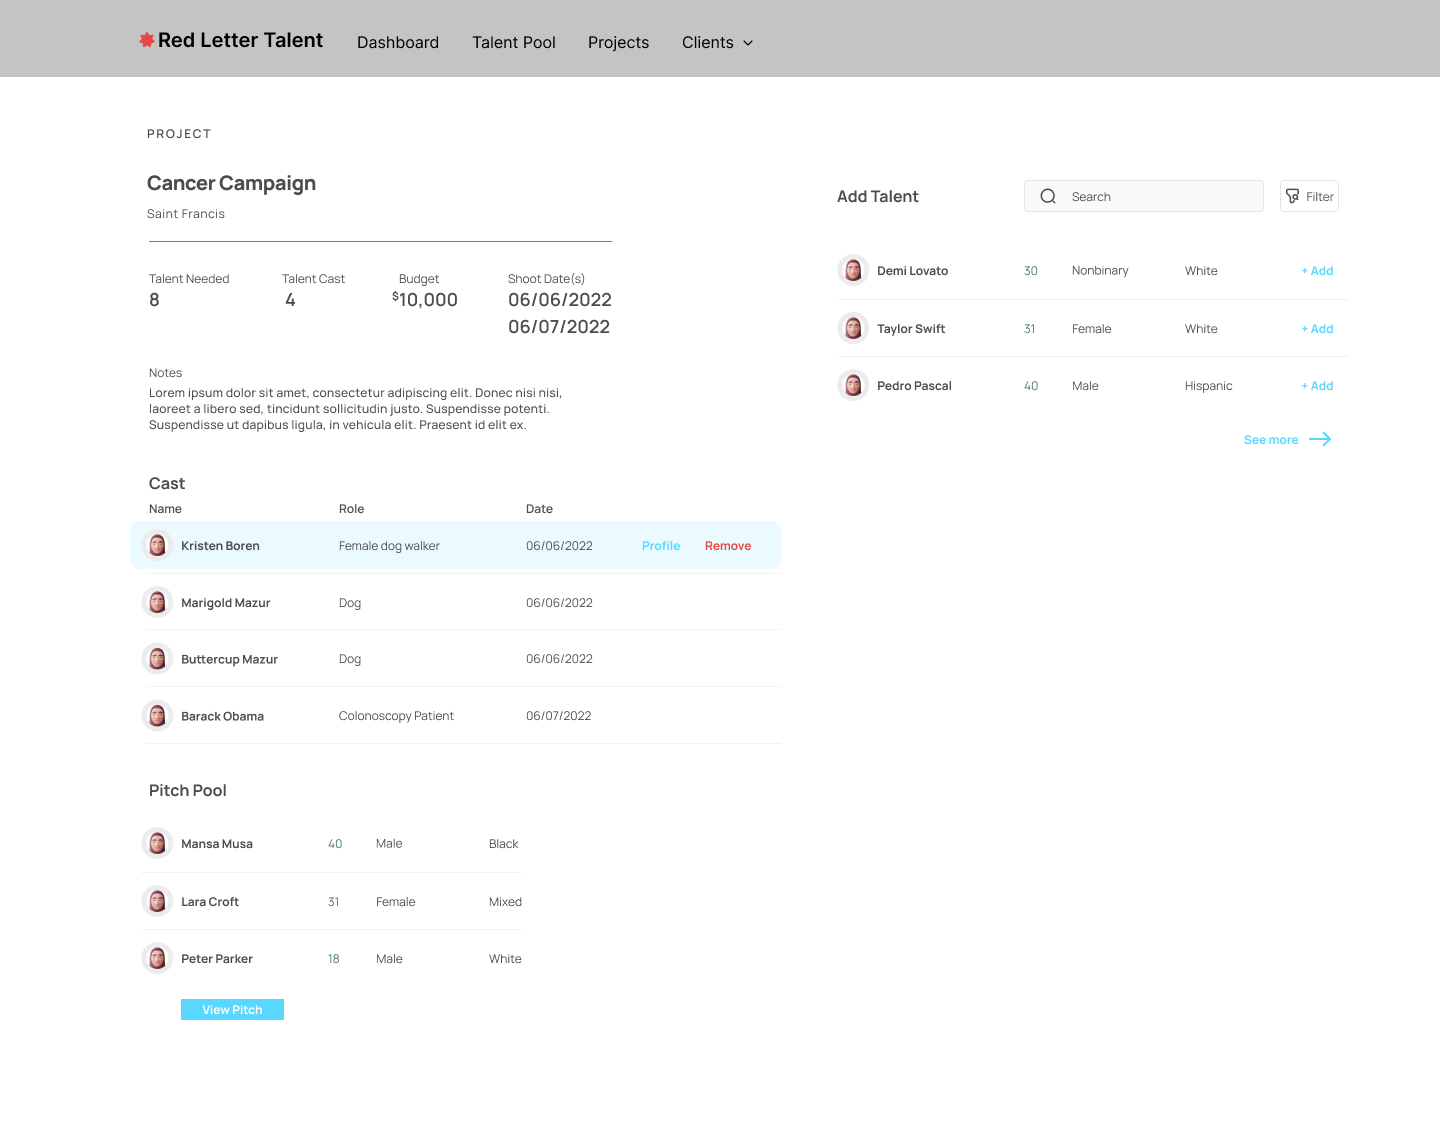 Red Letter Talent Dashboard Talent Pool Projects Clients
PROJECT
Cancer Campaign
Saint Francis
Talent Needed Talent Cast Budget Shoot Date(s)
8 4 $10,000 06/06/2022
06/07/2022
Notes
Lorem ipsum dolor sit amet, consectetur adipiscing elit. Donec nisi nisi,
laoreet a libero sed, tincidunt sollicitudin justo. Suspendisse potenti.
Suspendisse ut dapibus ligula, in vehicula elit. Praesent id elit ex.
Cast
Name Role Date
Kristen Boren Female dog walker 06/06/2022 Profile Remove
Marigold Mazur Dog 06/06/2022
Buttercup Mazur Dog 06/06/2022
Barack Obama Colonoscopy Patient 06/07/2022
Pitch Pool
Mansa Musa 40 Male Black
Lara Croft 31 Female Mixed
Peter Parker 18 Male White
View Pitch
Add Talent Search Filter
Demi Lovato 30 Nonbinary White + Add
Taylor Swift 31 Female White + Add
Pedro Pascal 40 Male Hispanic + Add
See more